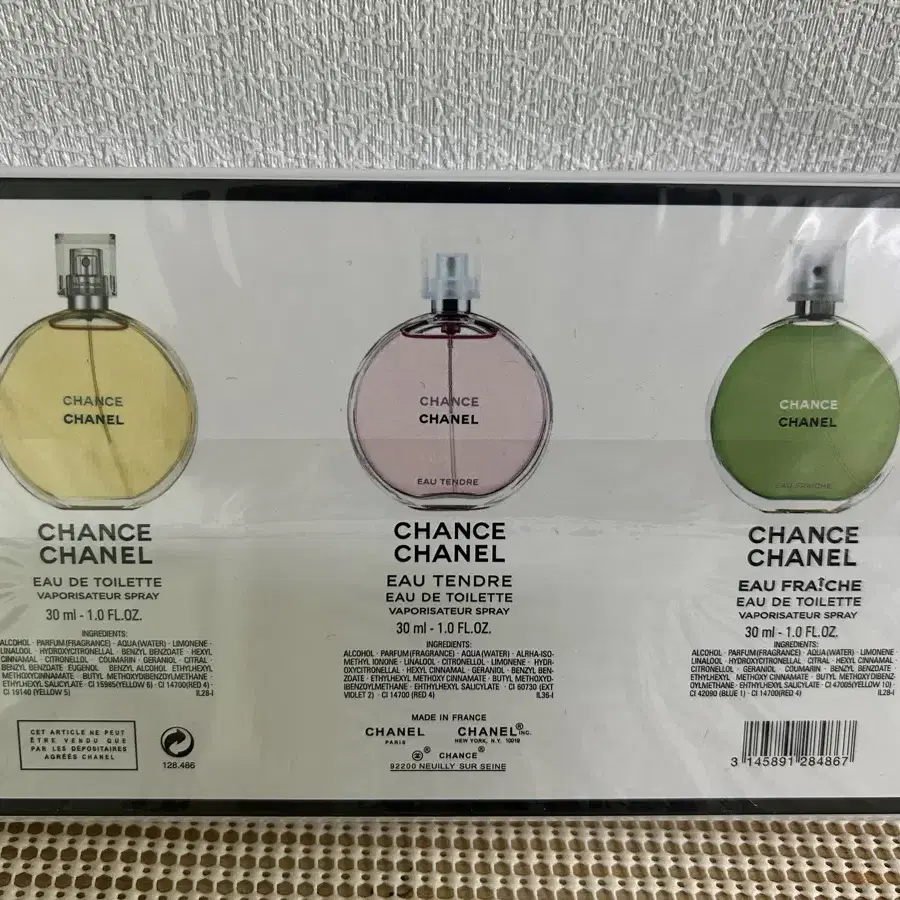 CHANCE
CHANEL
CHANCE
CHANEL
EAU DE TOILETTE
VAPORISATEUR SPRAY
30 ml - 1.0 FL.OZ.
INGREDIENTS:
ALCOHOL · PARFUM(FRAGRANCE) · AQUA(WATER) · LIMONENE ·
LINALOOL · HYDROXYCITRONELLAL · BENZYL BENZOATE · HEXYL
CINNAMAL · CITRONELLOL · COUMARIN · GERANIOL · CITRAL ·
BENZYL BENZOATE EUGENOL · BENZYL ALCOHOL ETHYLHEXYL
METHOXYCINNAMATE · BUTYL METHOXYDIBENZOYLMETHANE ·
ETHYLHEXYL SALICYLATE · CI 15985(YELLOW 6) · CI 14700(RED 4) ·
CI 19140 (YELLOW 5) IL28-I
CET ARTICLE NE PEUT
ÊTRE VENDU QUE
PAR LES DÉPOSITAIRES
AGRÉÉS CHANEL
128.486
CHANCE
CHANEL
EAU TENDRE
CHANCE
CHANEL
EAU TENDRE
EAU DE TOILETTE
VAPORISATEUR SPRAY
30 ml - 1.0 FL.OZ.
INGREDIENTS:
ALCOHOL · PARFUM(FRAGRANCE) · AQUA(WATER) · ALRHA-ISO-
METHYL IONONE · LINALOOL · CITRONELLOL · LIMONENE · HYDR-
OXYCITRONELLAL · HEXYL CINNAMAL · CITRAL · BENZYL BEN-
ZOATE · ETHYLHEXYL METHOXY CINNAMATE · BUTYL METHOXYD-
IBENZOYLMETHANE · EHTHYLHEXYL SALICYLATE · CI 60730 (EXT
VIOLET 2) · CI 14700 (RED 4) IL36-I
MADE IN FRANCE
CHANEL
PARIS
CHANEL® INC.
NEW YORK, N.Y. 10019
® CHANCE®
92200 NEUILLY SUR SEINE
CHANCE
CHANEL
EAU FRAÎCHE
CHANCE
CHANEL
EAU FRAÎCHE
EAU DE TOILETTE
VAPORISATEUR SPRAY
30 ml - 1.0 FL.OZ.
INGREDIENTS:
ALCOHOL · PARFUM(FRAGRANCE) · AQUA(WATER) · LIMONENE
LINALOOL · HYDROXYCITRONELLAL · CITRAL · HEXYL CINNAMAL
CITRONELLOL · GERANIOL · COUMARIN · BENZYL BENZOATE ·
ETHYLHEXYL METHOXY CINNAMATE · BUTYL METHOXY DIBENZ-
OYLMETHANE · EHTHYLHEXYL SALICYLATE · CI 47005(YELLOW 10) ·
CI 42090 (BLUE 1) · CI 14700(RED 4) IL28-I
3 145891 284867